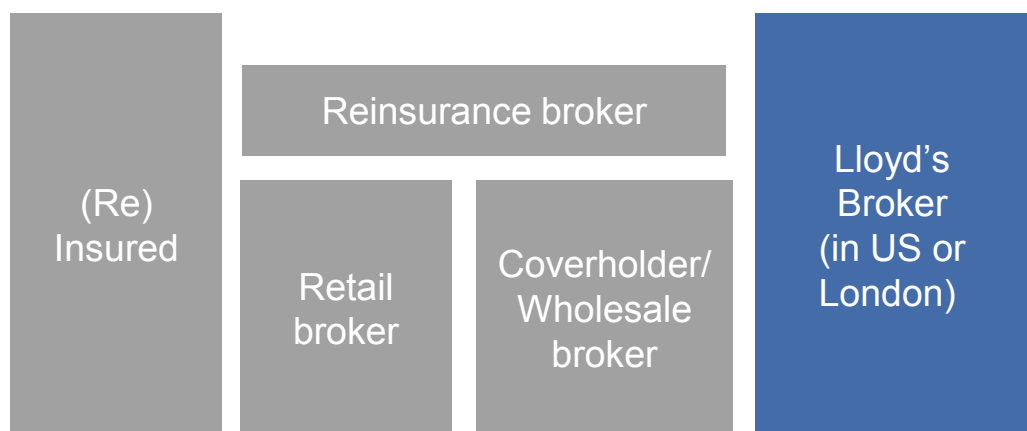 (Re)
Insured
Reinsurance broker
Retail
broker
Coverholder/
Wholesale
broker
Lloyd’s
Broker
(in US or
London)